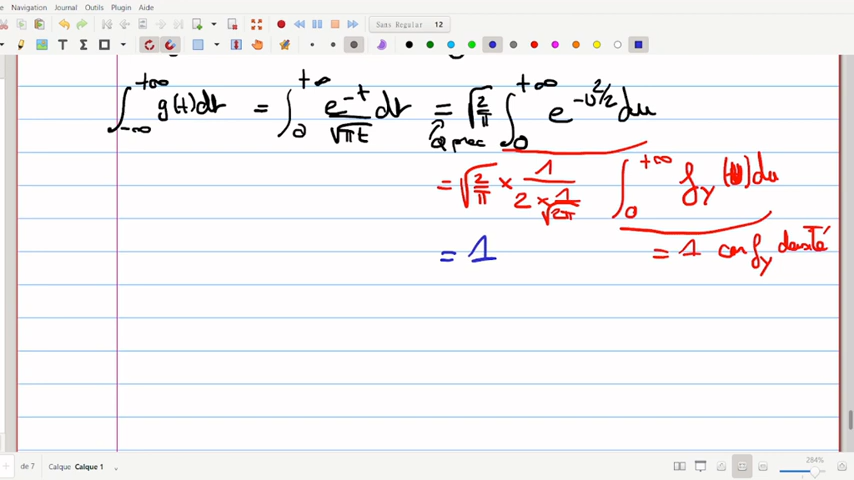 Navigation Journal Outils Plugin Aide
Sans Regular 12
∫_{-∞}^{+∞} g(t)dt = ∫_0^{+∞} e^{-t}/√(πt) dt = √(2/π) ∫_0^{+∞} e^{-u²/2} du
Q prec
= √(2/π) × 1/(2 × 1/√(2π)) ∫_0^{+∞} f_Y(u)du
= 1 = 1 car f_Y densité
de 7 Calque Calque 1 284%